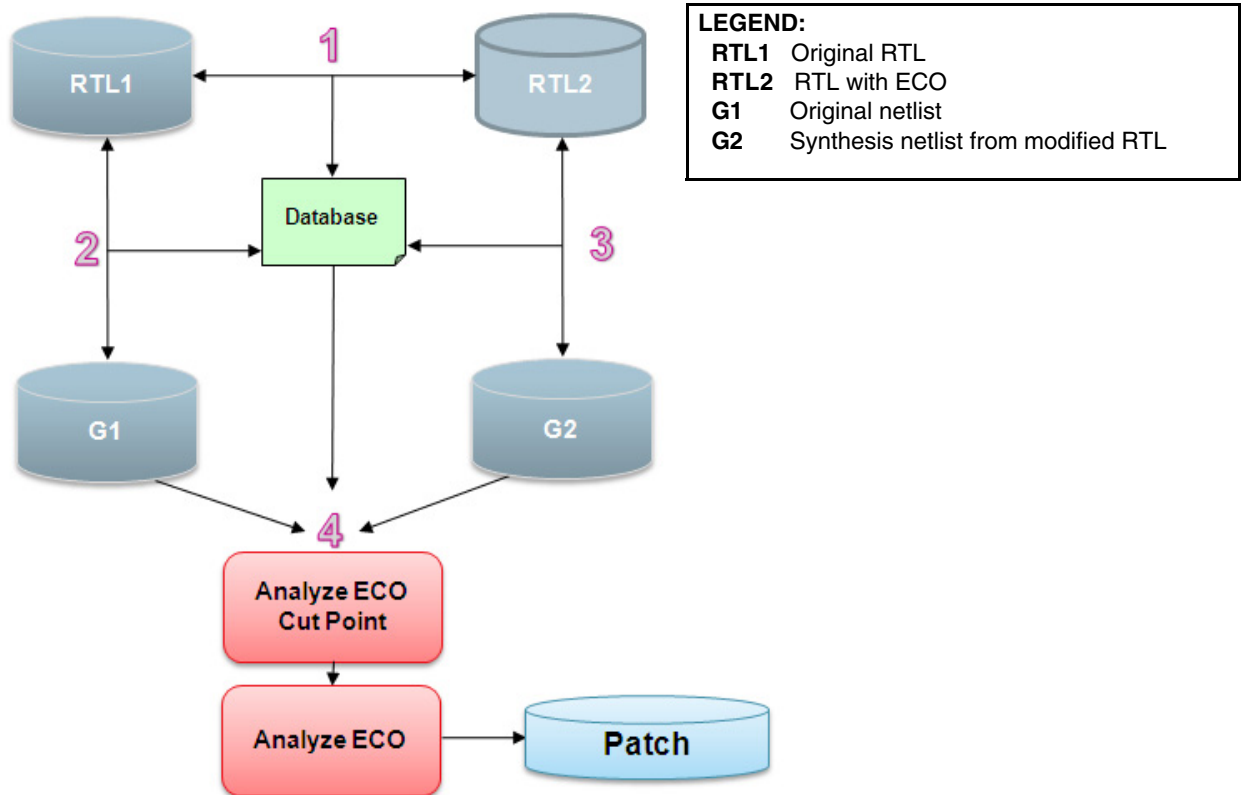 1
RTL1
RTL2
LEGEND:
RTL1 Original RTL
RTL2 RTL with ECO
G1 Original netlist
G2 Synthesis netlist from modified RTL
Database
2
3
G1
G2
4
Analyze ECO
Cut Point
Analyze ECO
Patch